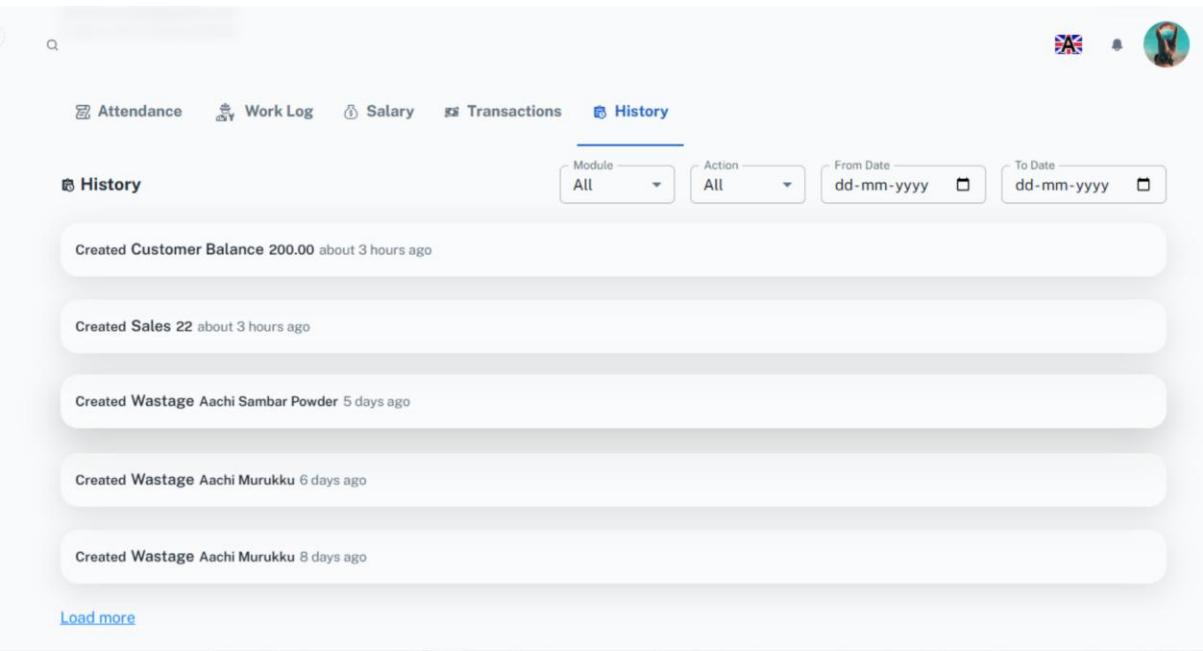 Attendance Work Log Salary Transactions History
Module Action From Date To Date
History All All dd-mm-yyyy dd-mm-yyyy
Created Customer Balance 200.00 about 3 hours ago
Created Sales 22 about 3 hours ago
Created Wastage Aachi Sambar Powder 5 days ago
Created Wastage Aachi Murukku 6 days ago
Created Wastage Aachi Murukku 8 days ago
Load more